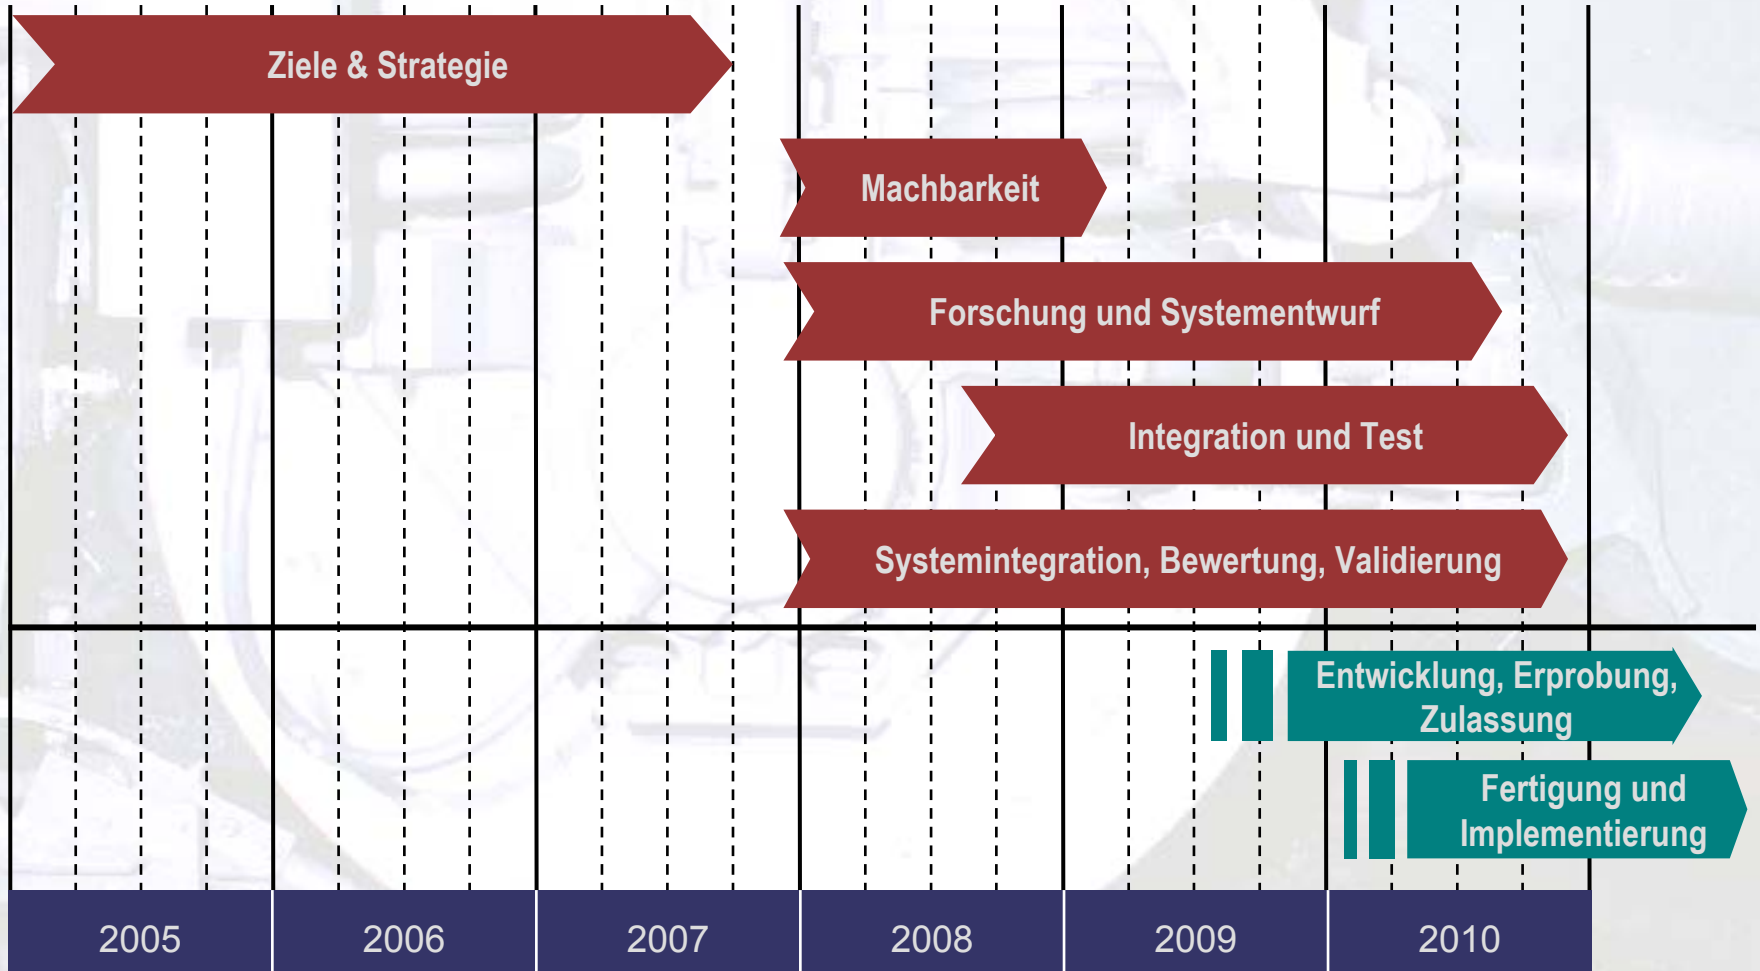 Ziele & Strategie
Machbarkeit
Forschung und Systementwurf
Integration und Test
Systemintegration, Bewertung, Validierung
Entwicklung, Erprobung,
Zulassung
Fertigung und
Implementierung
2005 2006 2007 2008 2009 2010